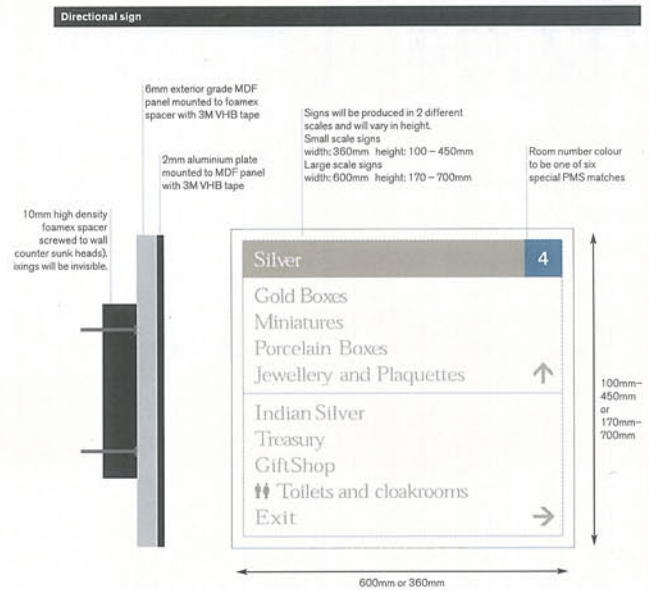 Directional sign
6mm exterior grade MDF
panel mounted to foamex
spacer with 3M VHB tape
2mm aluminium plate
mounted to MDF panel
with 3M VHB tape
10mm high density
foamex spacer
screwed to wall
counter sunk heads).
ixings will be invisible.
Signs will be produced in 2 different
scales and will vary in height.
Small scale signs
width: 360mm height: 100 – 450mm
Large scale signs
width: 600mm height: 170 – 700mm
Room number colour
to be one of six
special PMS matches
Silver 4
Gold Boxes
Miniatures
Porcelain Boxes
Jewellery and Plaquettes
Indian Silver
Treasury
GiftShop
Toilets and cloakrooms
Exit
100mm–
450mm
or
170mm–
700mm
600mm or 360mm